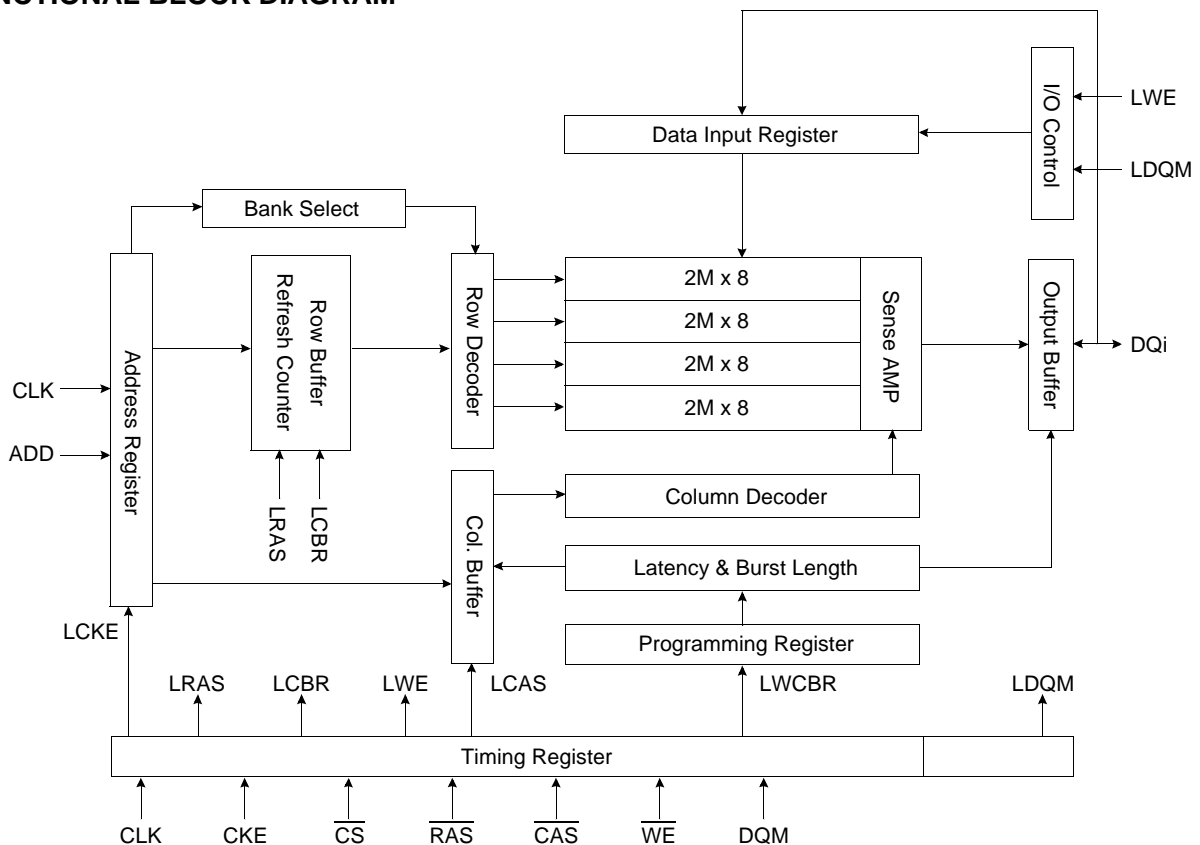 FUNCTIONAL BLOCK DIAGRAM
LWE
I/O Control
Data Input Register
LDQM
Bank Select
2M x 8
2M x 8
2M x 8
2M x 8
Refresh Counter
Row Buffer
Row Decoder
Sense AMP
Output Buffer
DQi
Address Register
CLK
ADD
LRAS
LCBR
Col. Buffer
Column Decoder
Latency & Burst Length
Programming Register
LCKE
LRAS
LCBR
LWE
LCAS
LWCBR
LDQM
Timing Register
CLK
CKE
CS
RAS
CAS
WE
DQM